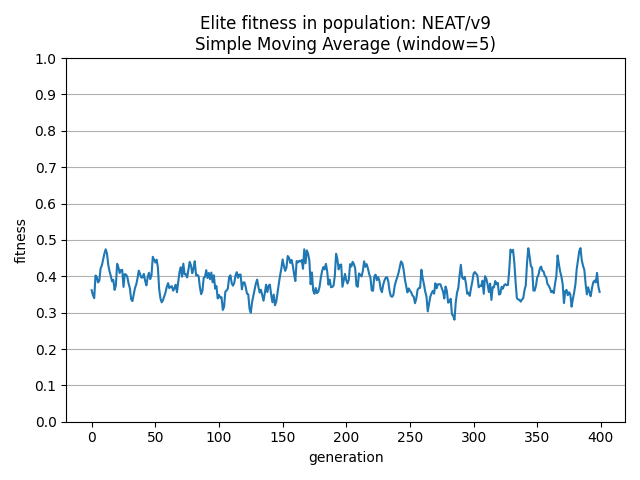 Elite fitness in population: NEAT/v9
Simple Moving Average (window=5)
1.0
0.9
0.8
0.7
0.6
0.5
0.4
0.3
0.2
0.1
0.0
fitness
0 50 100 150 200 250 300 350 400
generation